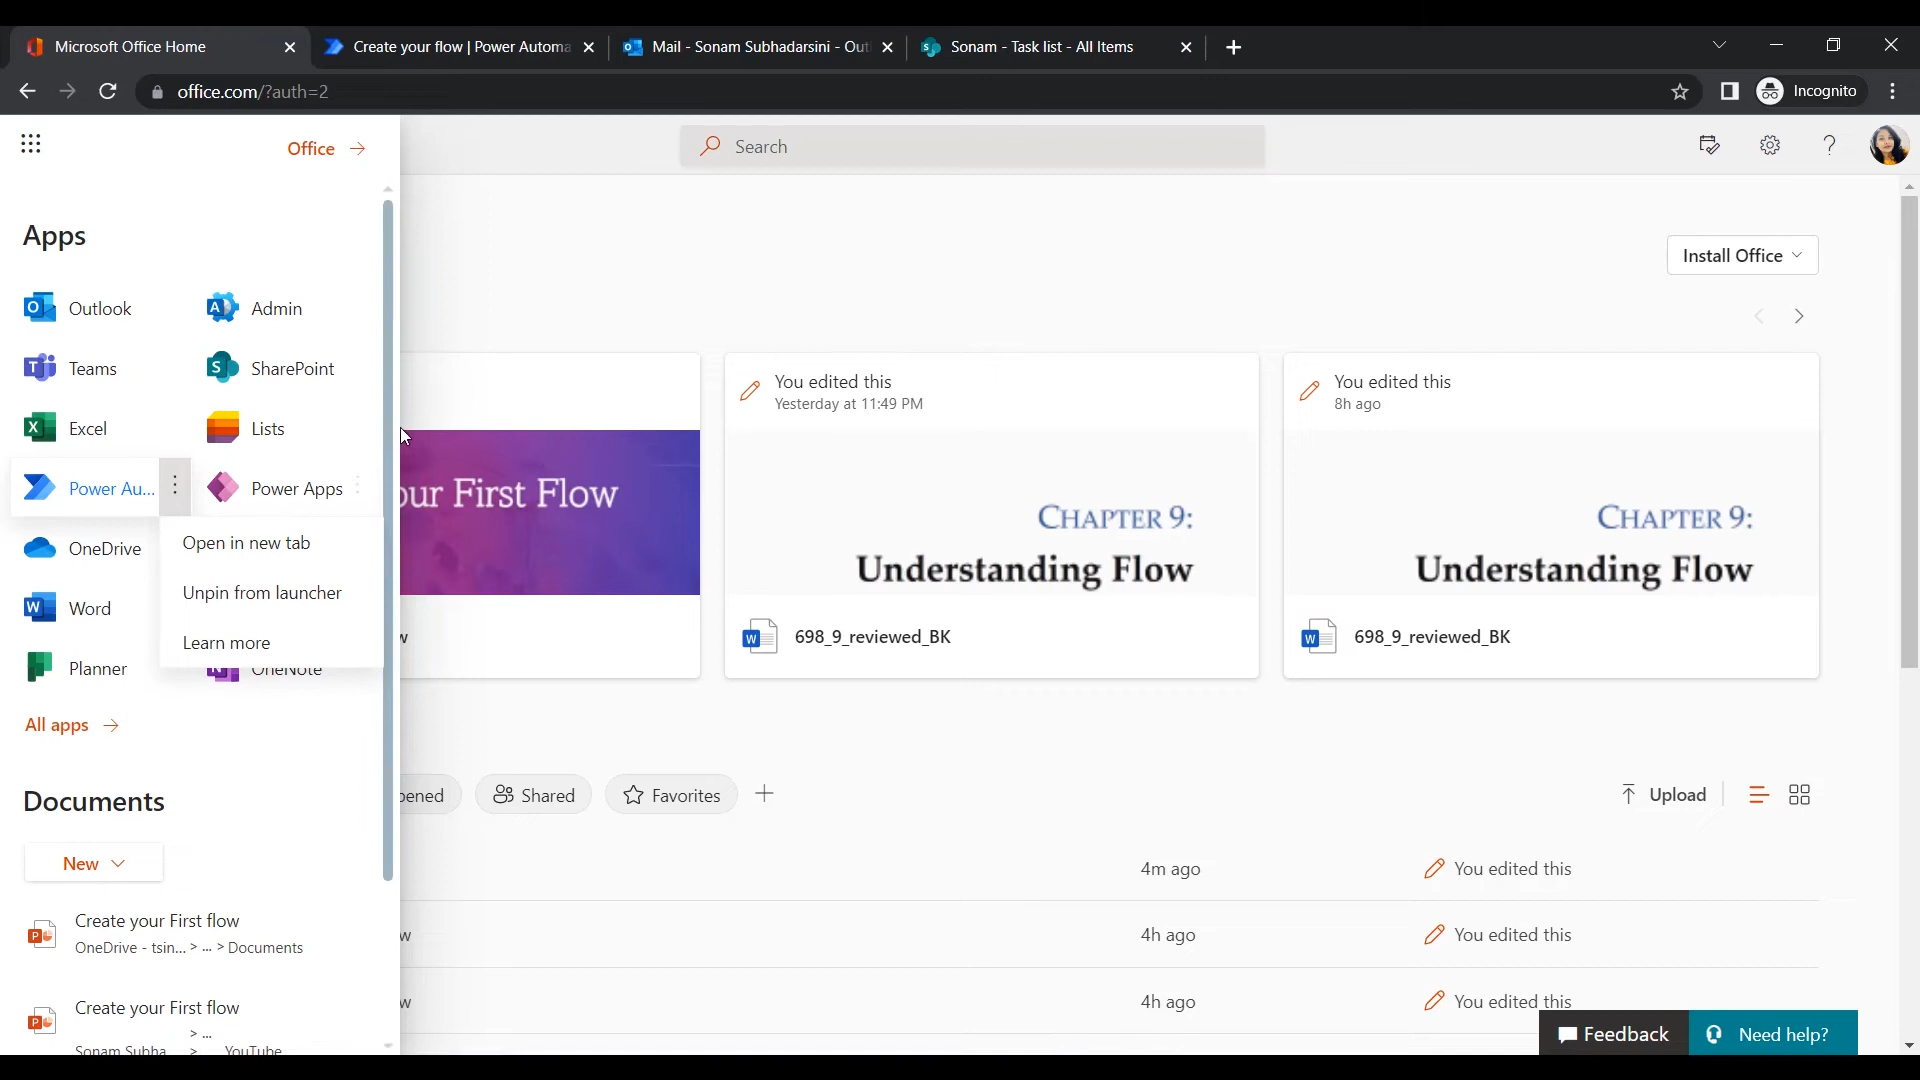 Microsoft Office Home
Create your flow | Power Automa
Mail - Sonam Subhadarsini - Out
Sonam - Task list - All Items
office.com/?auth=2
Incognito
Office
Search
Apps
Install Office
Outlook
Admin
Teams
SharePoint
Excel
Lists
Power Au...
Power Apps
OneDrive
Open in new tab
Word
Unpin from launcher
Learn more
Planner
OneNote
All apps
You edited this
Yesterday at 11:49 PM
You edited this
8h ago
our First Flow
CHAPTER 9:
Understanding Flow
CHAPTER 9:
Understanding Flow
w
698_9_reviewed_BK
698_9_reviewed_BK
Documents
New
pened
Shared
Favorites
Upload
4m ago
You edited this
w
4h ago
You edited this
w
4h ago
You edited this
Create your First flow
OneDrive - tsin... > ... > Documents
Create your First flow
> ...
Sonam Subha > YouTube
Feedback
Need help?